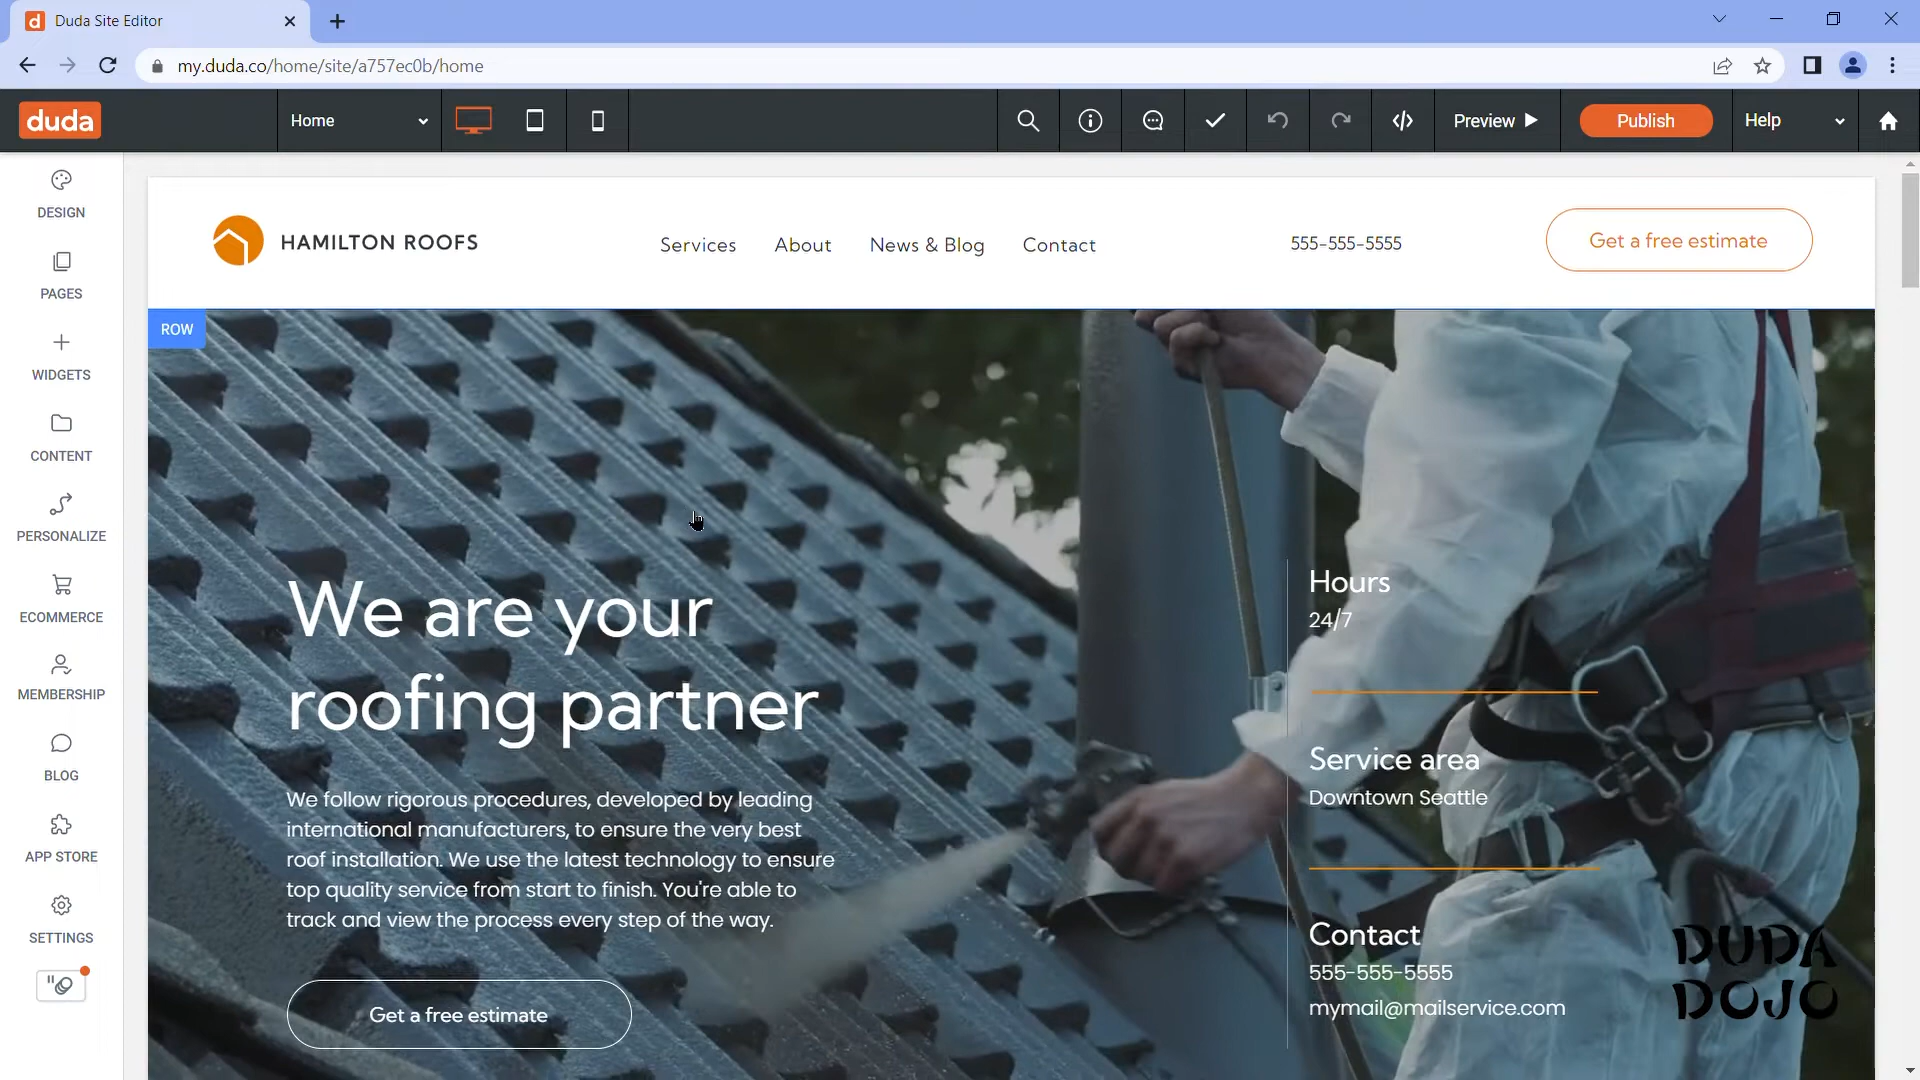 Duda Site Editor
my.duda.co/home/site/a757ec0b/home
duda
Home
Preview
Publish
Help
DESIGN
PAGES
WIDGETS
CONTENT
PERSONALIZE
ECOMMERCE
MEMBERSHIP
BLOG
APP STORE
SETTINGS
HAMILTON ROOFS
Services
About
News & Blog
Contact
555-555-5555
Get a free estimate
ROW
We are your
roofing partner
We follow rigorous procedures, developed by leading
international manufacturers, to ensure the very best
roof installation. We use the latest technology to ensure
top quality service from start to finish. You're able to
track and view the process every step of the way.
Get a free estimate
Hours
24/7
Service area
Downtown Seattle
Contact
555-555-5555
mymail@mailservice.com
DUDA
DOJO